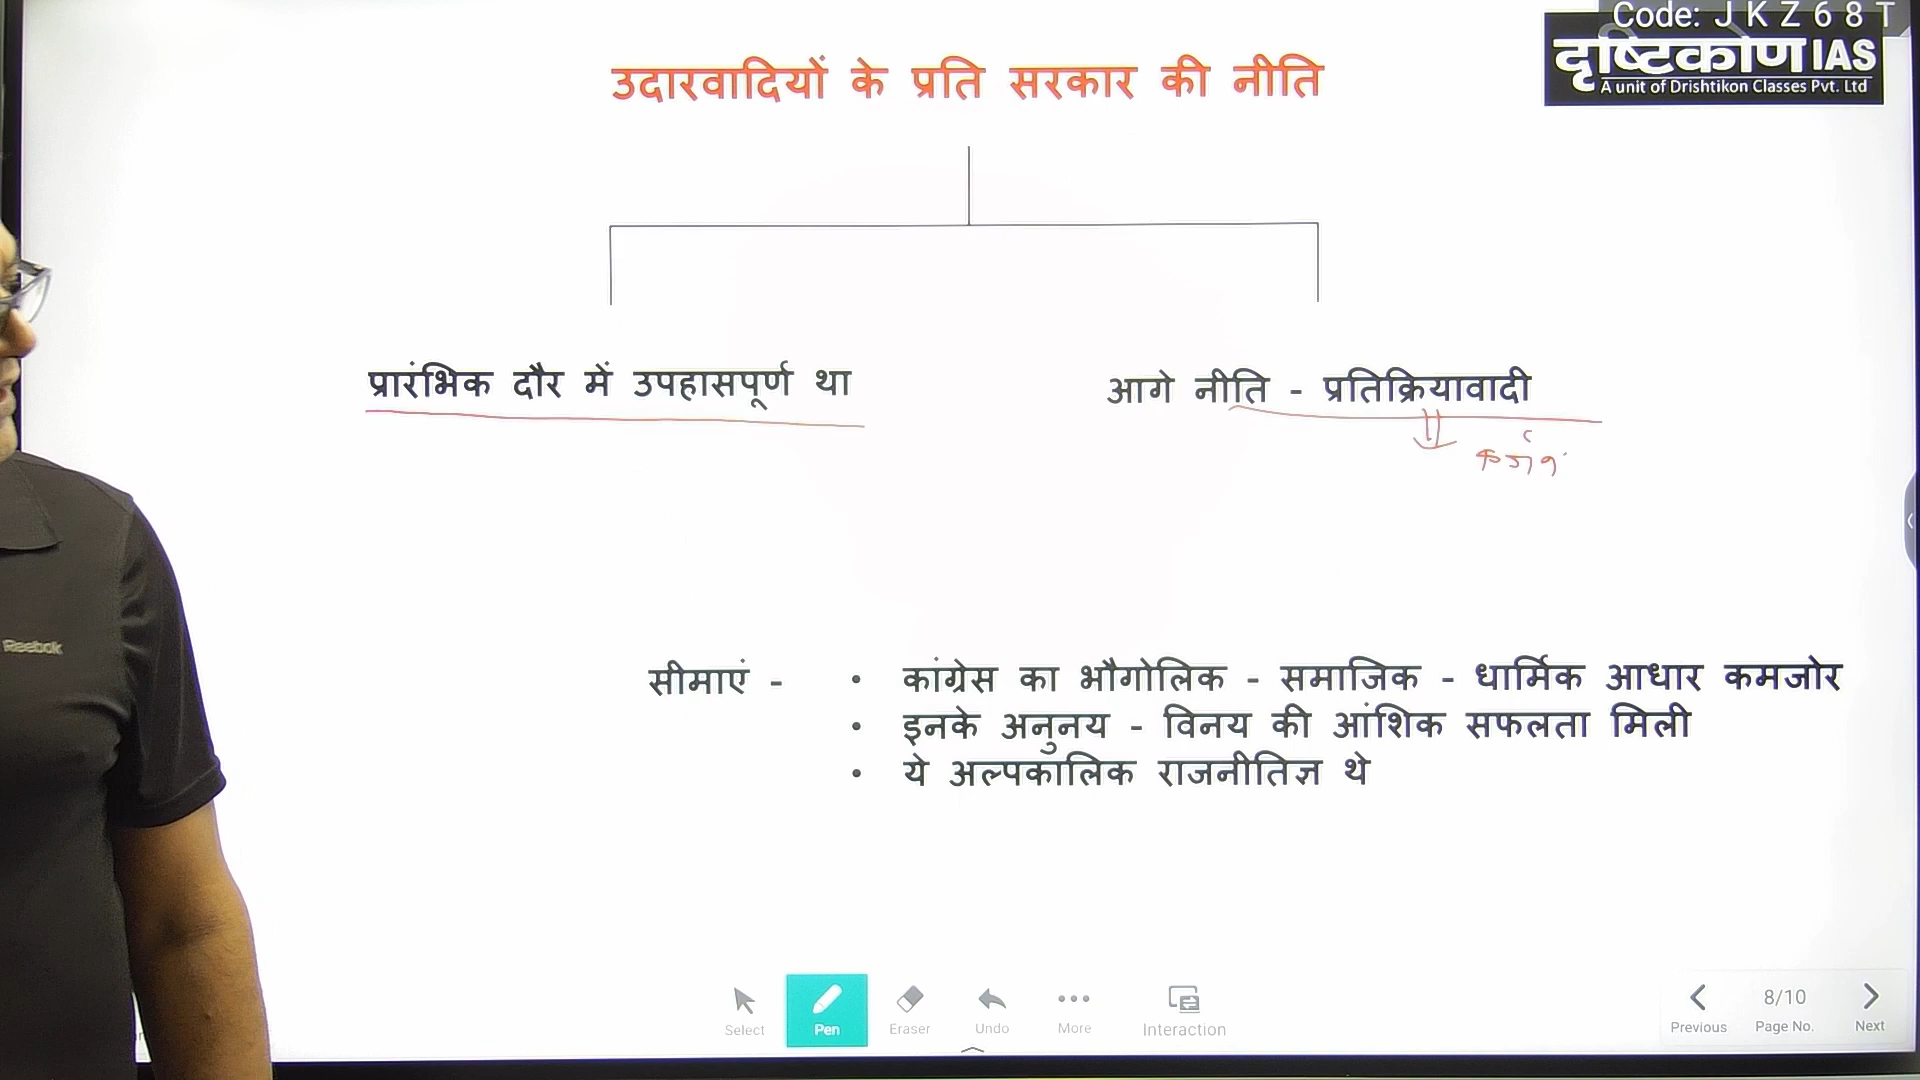 Code: J K Z 6 8 T
दृष्टिकोण IAS
A unit of Drishtikon Classes Pvt. Ltd
उदारवादियों के प्रति सरकार की नीति
प्रारंभिक दौर में उपहासपूर्ण था
आगे नीति - प्रतिक्रियावादी
सीमाएं - • कांग्रेस का भौगोलिक - समाजिक - धार्मिक आधार कमजोर
• इनके अनुनय - विनय की आंशिक सफलता मिली
• ये अल्पकालिक राजनीतिज्ञ थे
Reebok
Select Pen Eraser Undo More Interaction
Previous 8/10 Page No. Next